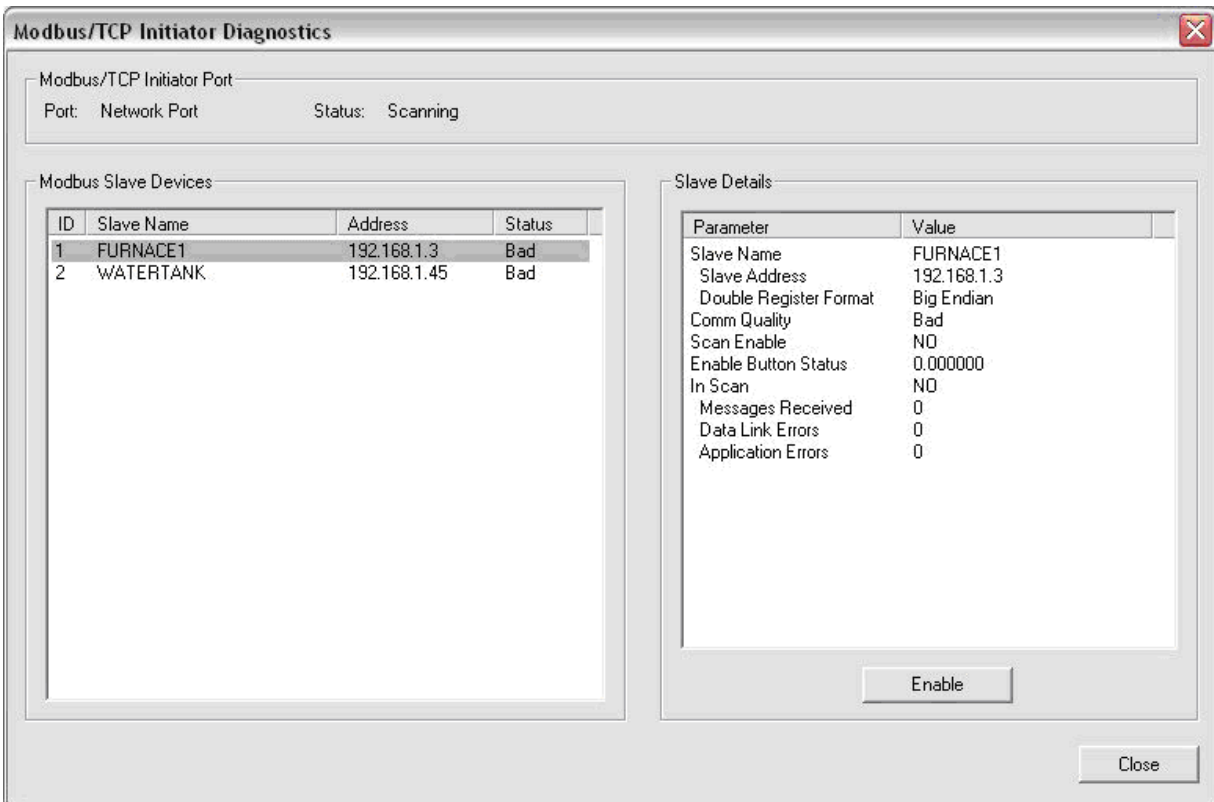 Modbus/TCP Initiator Diagnostics
Modbus/TCP Initiator Port
Port: Network Port Status: Scanning
Modbus Slave Devices
ID Slave Name Address Status
1 FURNACE1 192.168.1.3 Bad
2 WATERTANK 192.168.1.45 Bad
Slave Details
Parameter Value
Slave Name FURNACE1
Slave Address 192.168.1.3
Double Register Format Big Endian
Comm Quality Bad
Scan Enable NO
Enable Button Status 0.000000
In Scan NO
Messages Received 0
Data Link Errors 0
Application Errors 0
Enable
Close